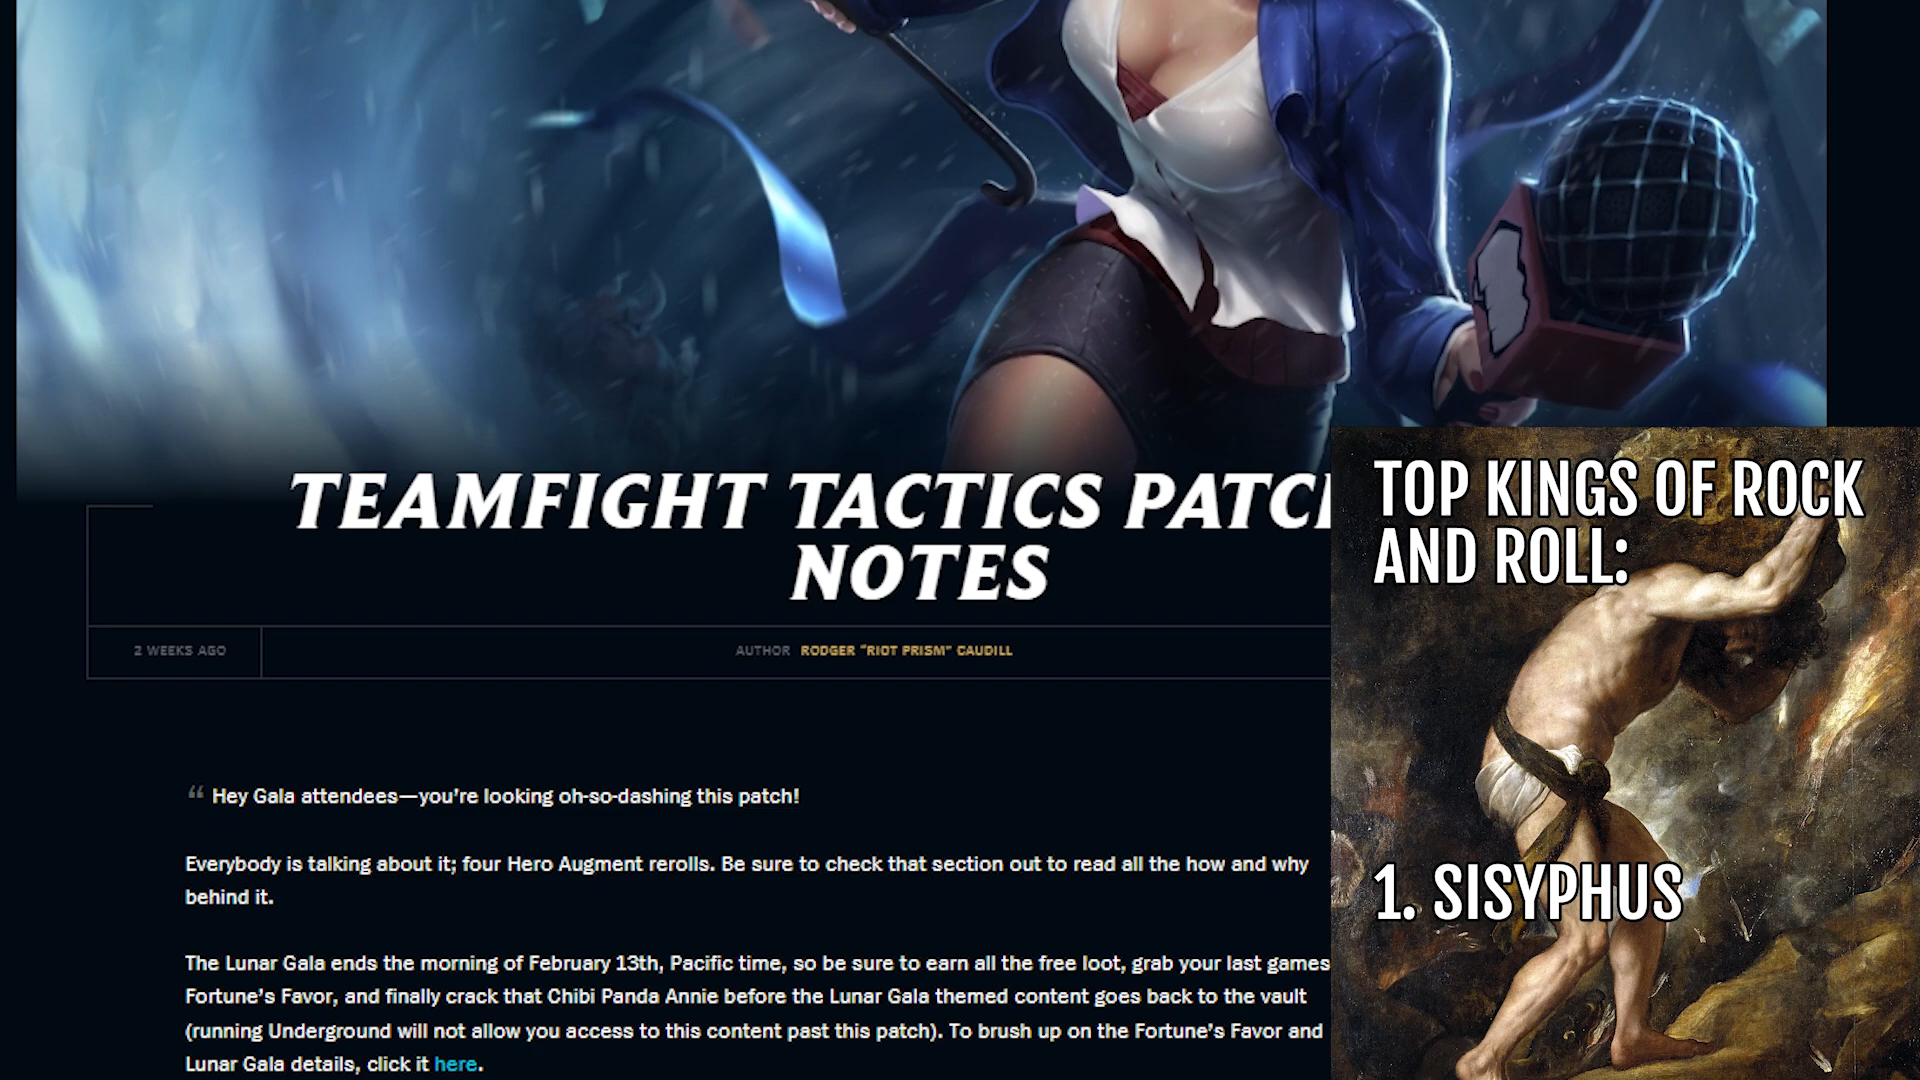 TEAMFIGHT TACTICS PATCH
NOTES
2 WEEKS AGO
AUTHOR RODGER “RIOT PRISM” CAUDILL
“ Hey Gala attendees—you’re looking oh-so-dashing this patch!
Everybody is talking about it; four Hero Augment rerolls. Be sure to check that section out to read all the how and why
behind it.
The Lunar Gala ends the morning of February 13th, Pacific time, so be sure to earn all the free loot, grab your last games
Fortune’s Favor, and finally crack that Chibi Panda Annie before the Lunar Gala themed content goes back to the vault
(running Underground will not allow you access to this content past this patch). To brush up on the Fortune’s Favor and
Lunar Gala details, click it here.
TOP KINGS OF ROCK
AND ROLL:
1. SISYPHUS